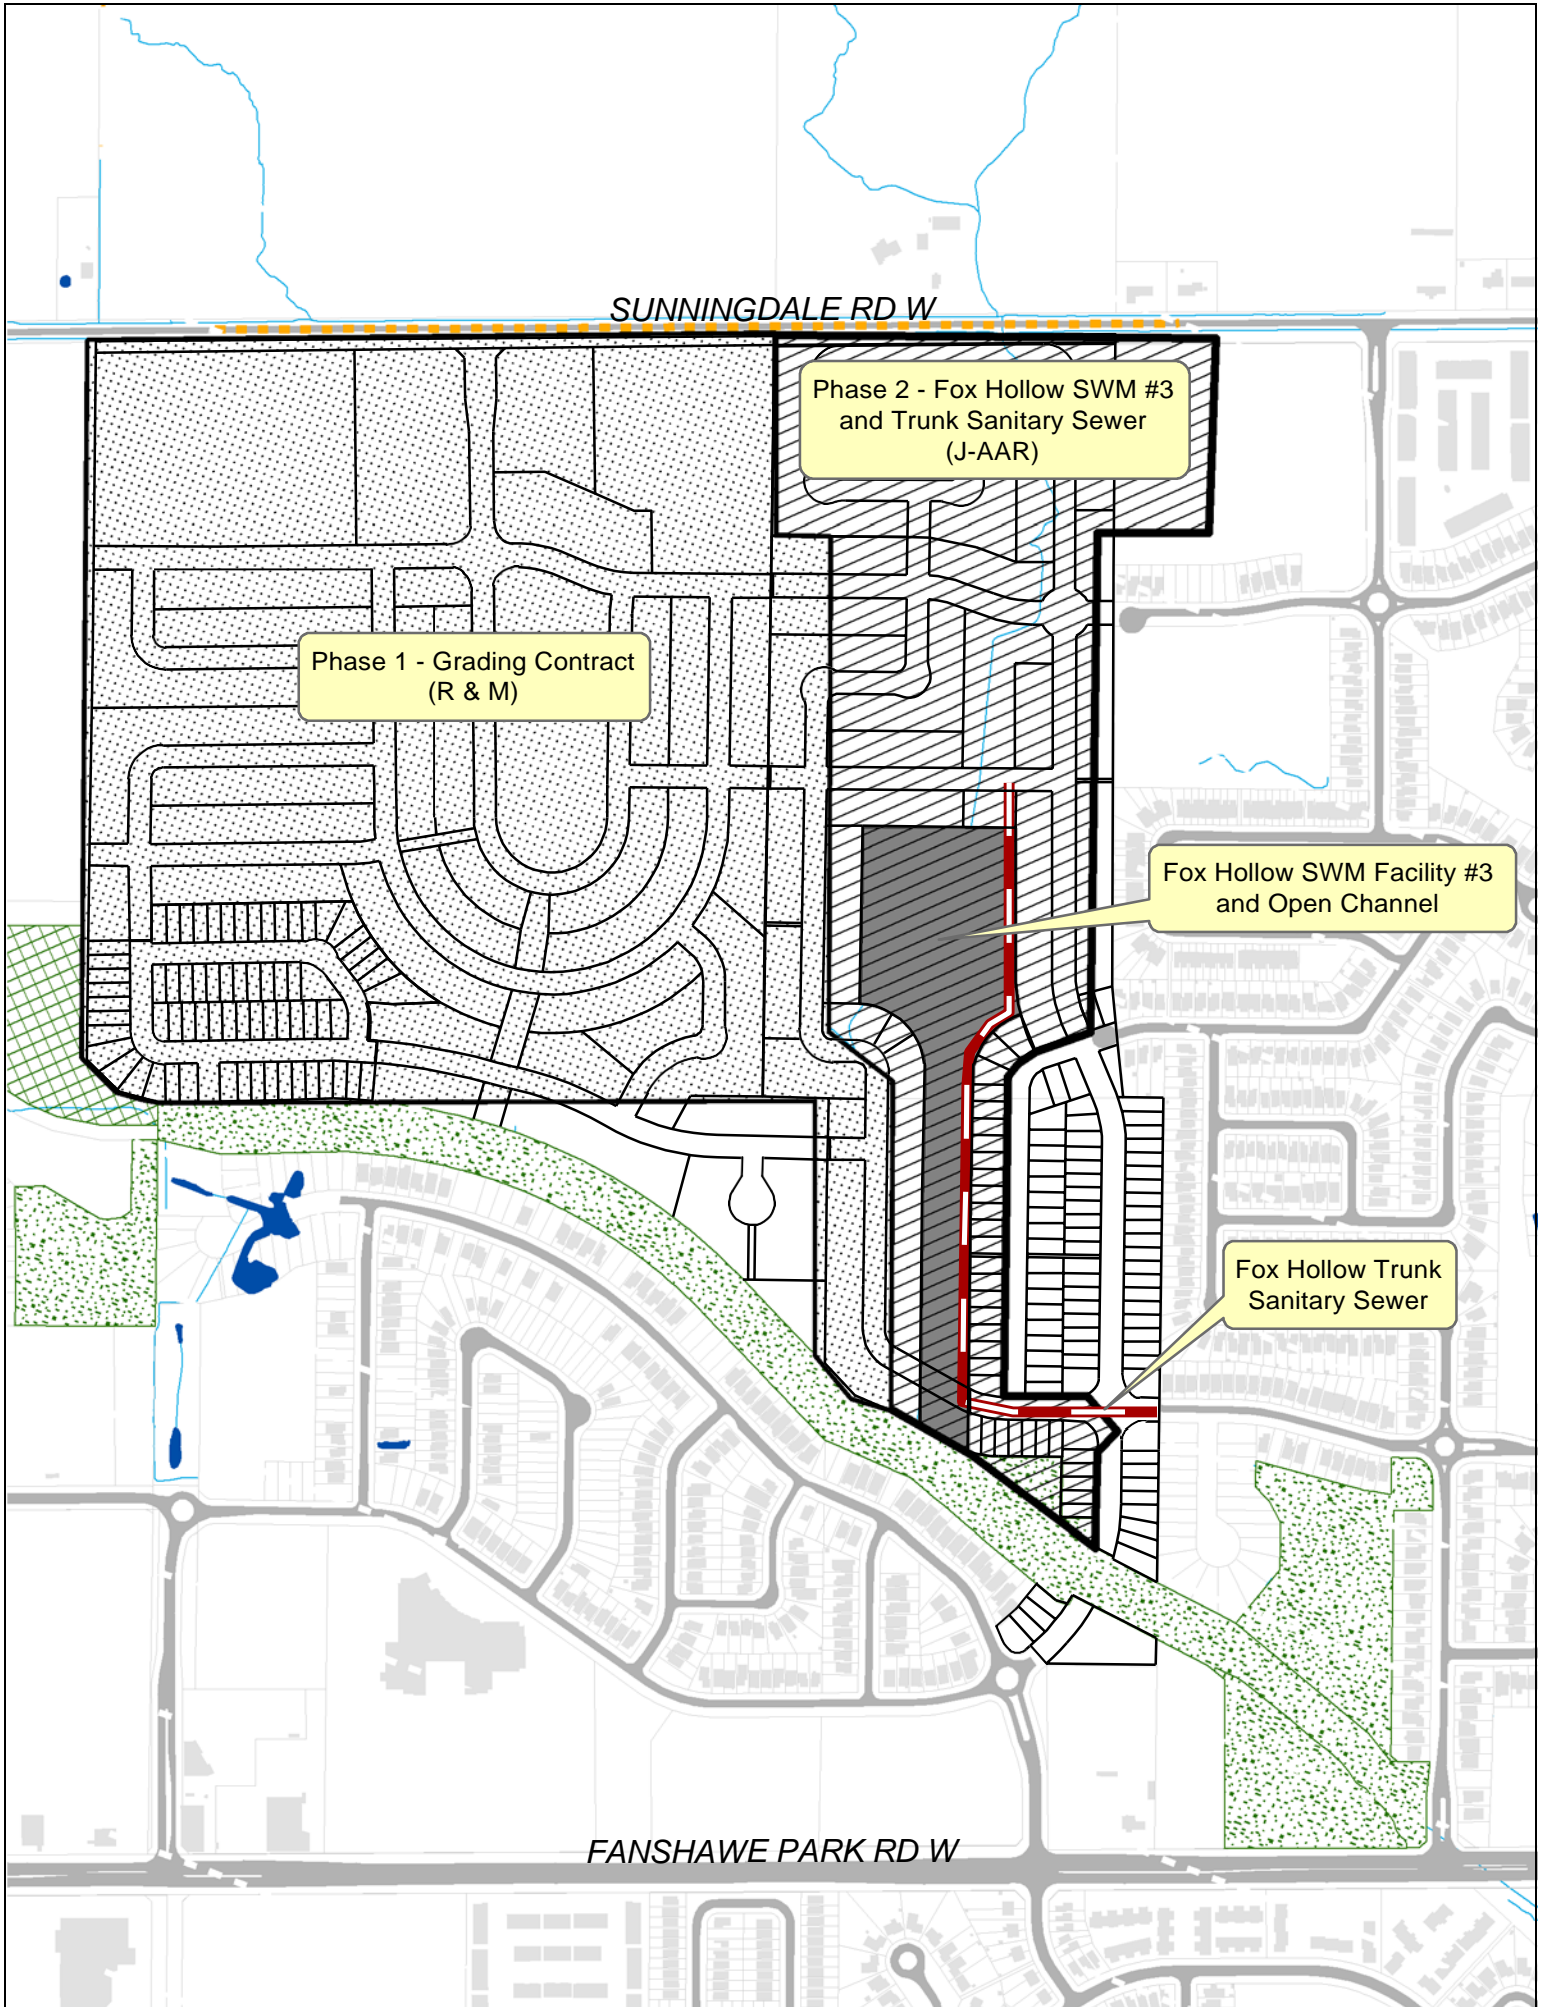 SUNNINGDALE RD W
Phase 2 - Fox Hollow SWM #3
and Trunk Sanitary Sewer
(J-AAR)
Phase 1 - Grading Contract
(R & M)
Fox Hollow SWM Facility #3
and Open Channel
Fox Hollow Trunk
Sanitary Sewer
FANSHAWE PARK RD W